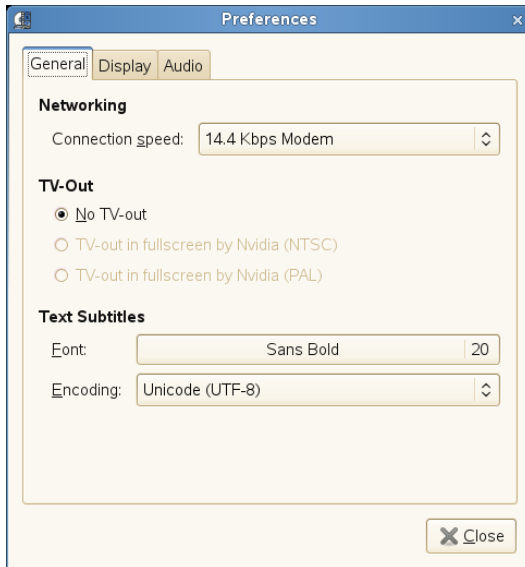 Preferences
General Display Audio
Networking
Connection speed: 14.4 Kbps Modem
TV-Out
No TV-out
TV-out in fullscreen by Nvidia (NTSC)
TV-out in fullscreen by Nvidia (PAL)
Text Subtitles
Font: Sans Bold 20
Encoding: Unicode (UTF-8)
Close